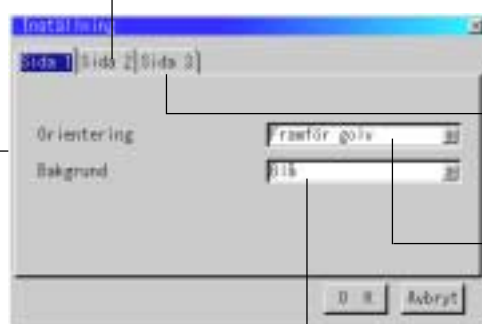 Inställning
Sida 1 Sida 2 Sida 3
Orientering Framför golv
Bakgrund Blå
O K Avbryt